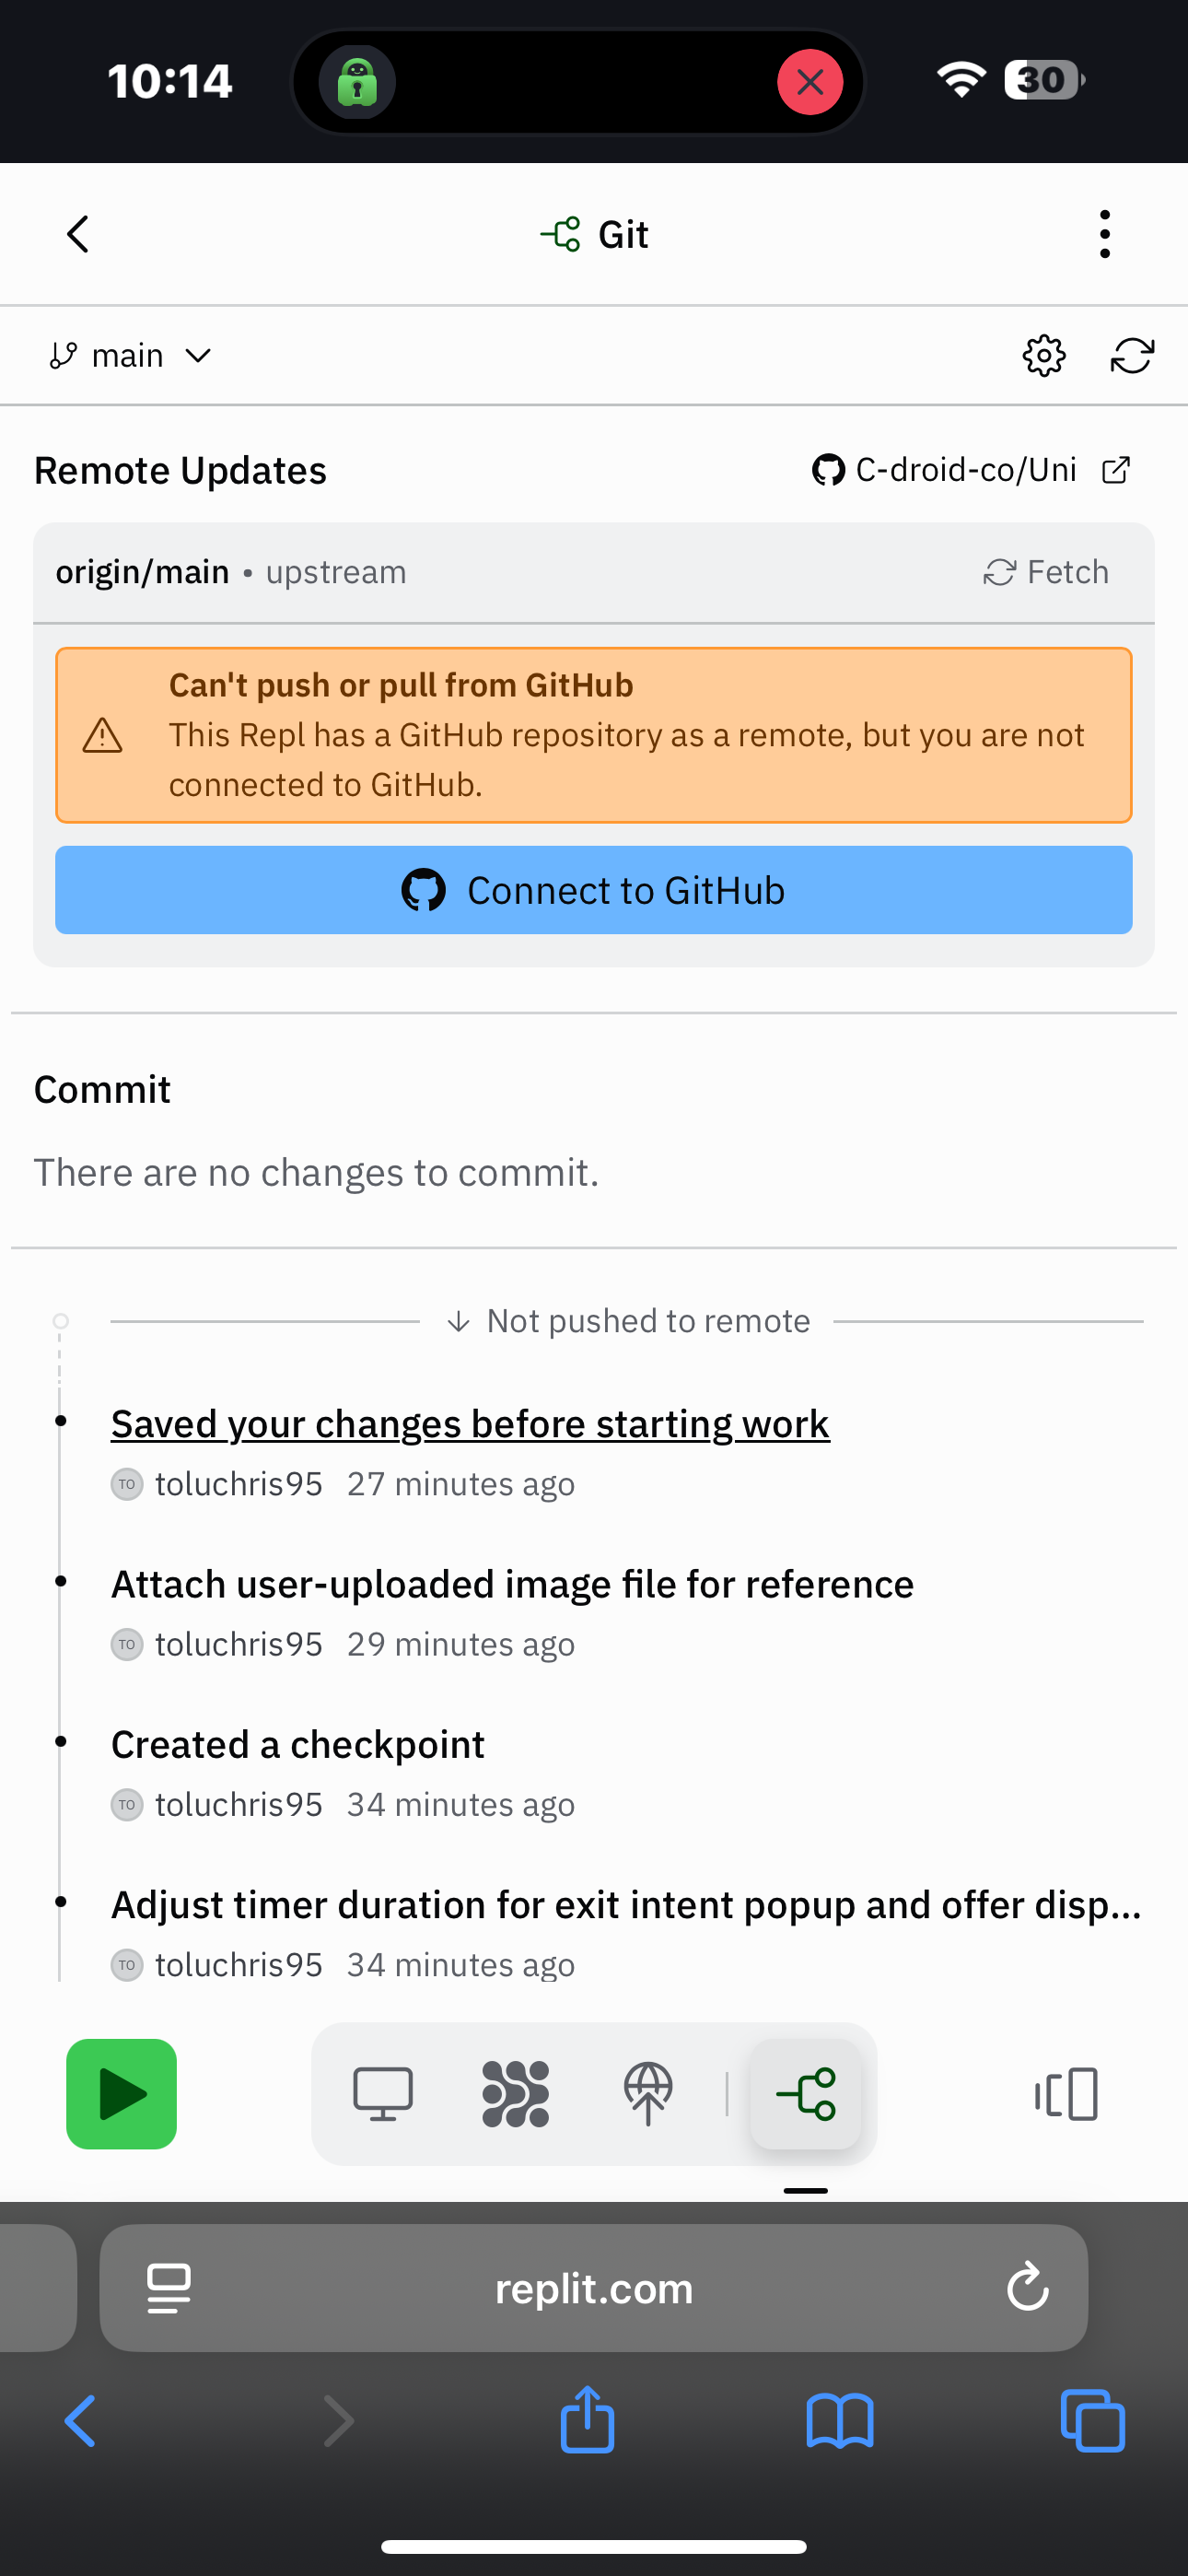 10:14
30
Git
main
Remote Updates
C-droid-co/Uni
origin/main • upstream
Fetch
Can't push or pull from GitHub
This Repl has a GitHub repository as a remote, but you are not
connected to GitHub.
Connect to GitHub
Commit
There are no changes to commit.
↓ Not pushed to remote
Saved your changes before starting work
TO toluchris95 27 minutes ago
Attach user-uploaded image file for reference
TO toluchris95 29 minutes ago
Created a checkpoint
TO toluchris95 34 minutes ago
Adjust timer duration for exit intent popup and offer disp...
TO toluchris95 34 minutes ago
replit.com